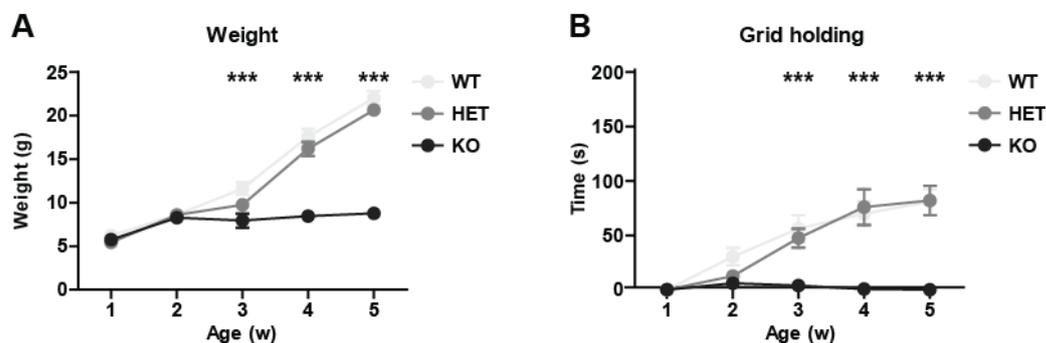 A
Weight
Weight (g)
25
20
15
10
5
0
*** *** ***
1 2 3 4 5
Age (w)
WT
HET
KO
B
Grid holding
Time (s)
200
150
100
50
0
*** *** ***
1 2 3 4 5
Age (w)
WT
HET
KO